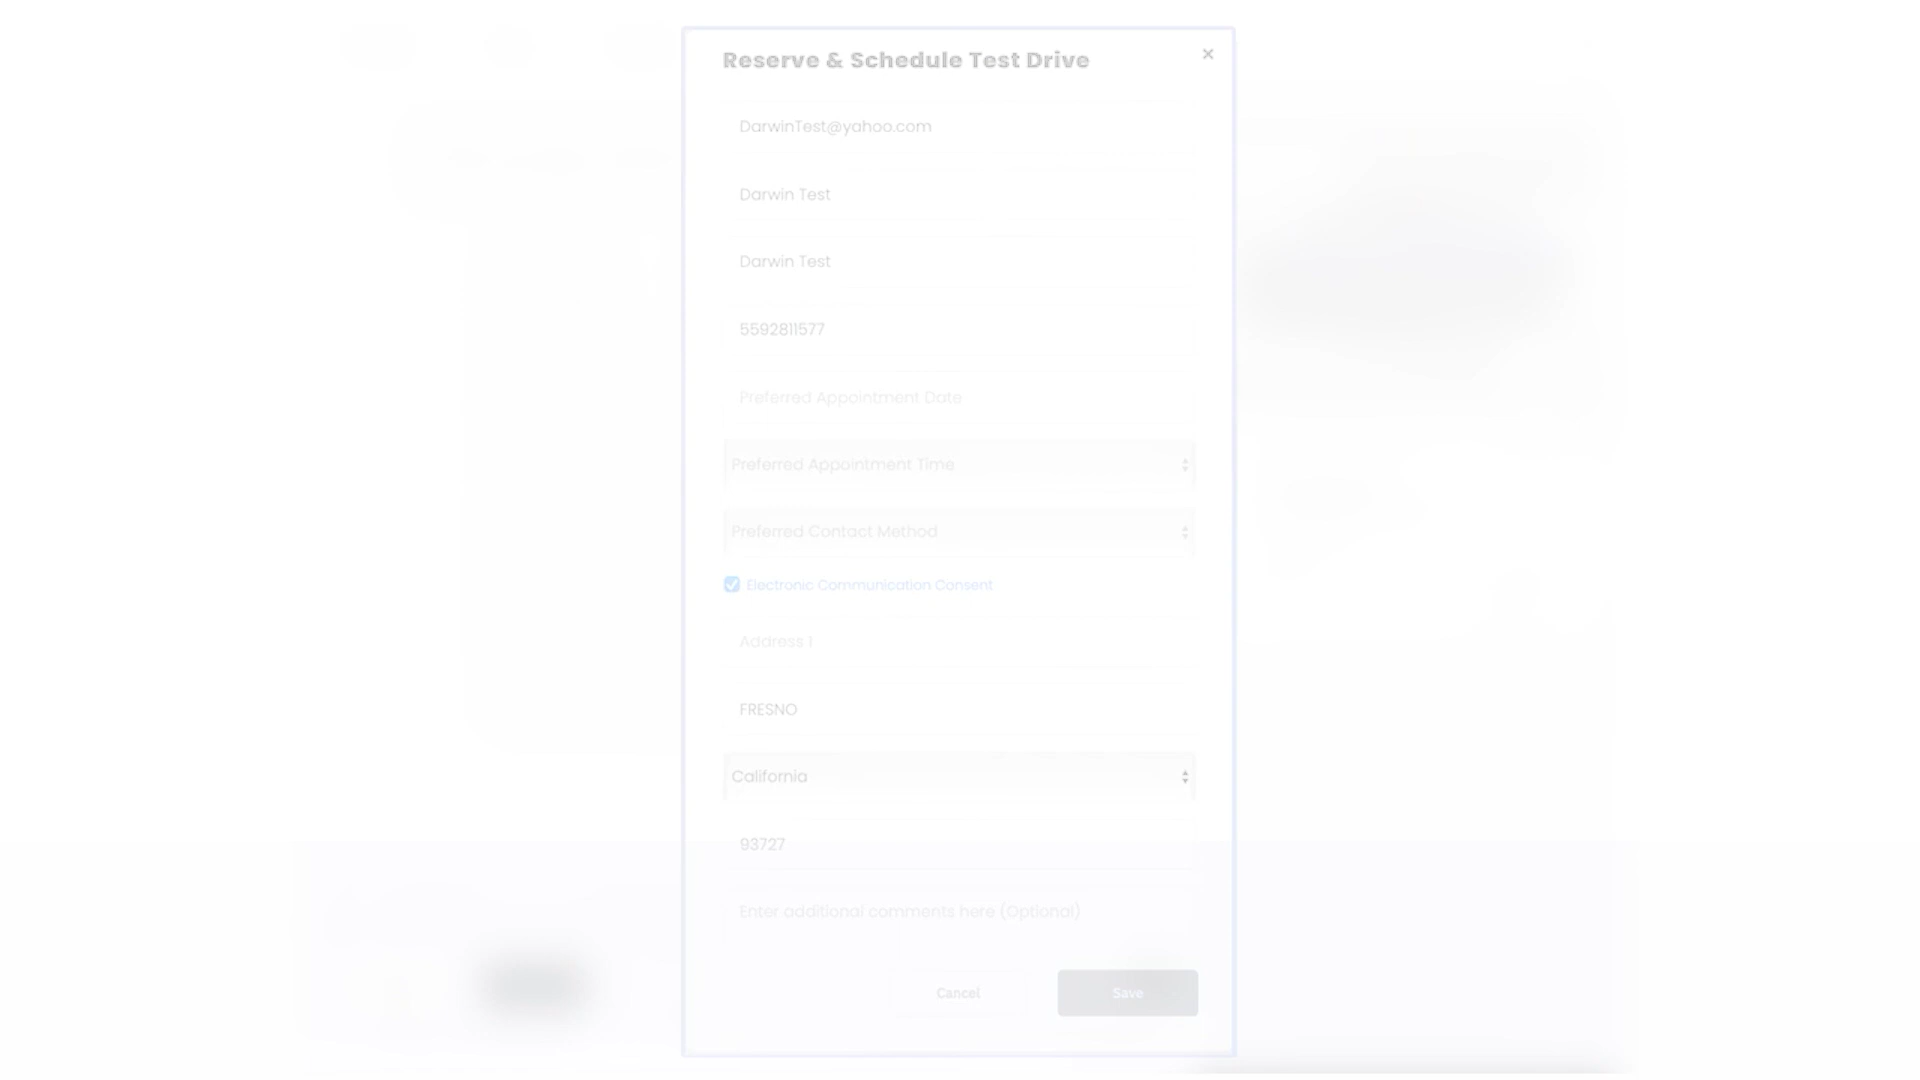 Reserve & Schedule Test Drive ×
DarwinTest@yahoo.com
Darwin Test
Darwin Test
5592811577
Preferred Appointment Date
Preferred Appointment Time
Preferred Contact Method
Electronic Communication Consent
Address 1
FRESNO
California
93727
Enter additional comments here (Optional)
Cancel Save